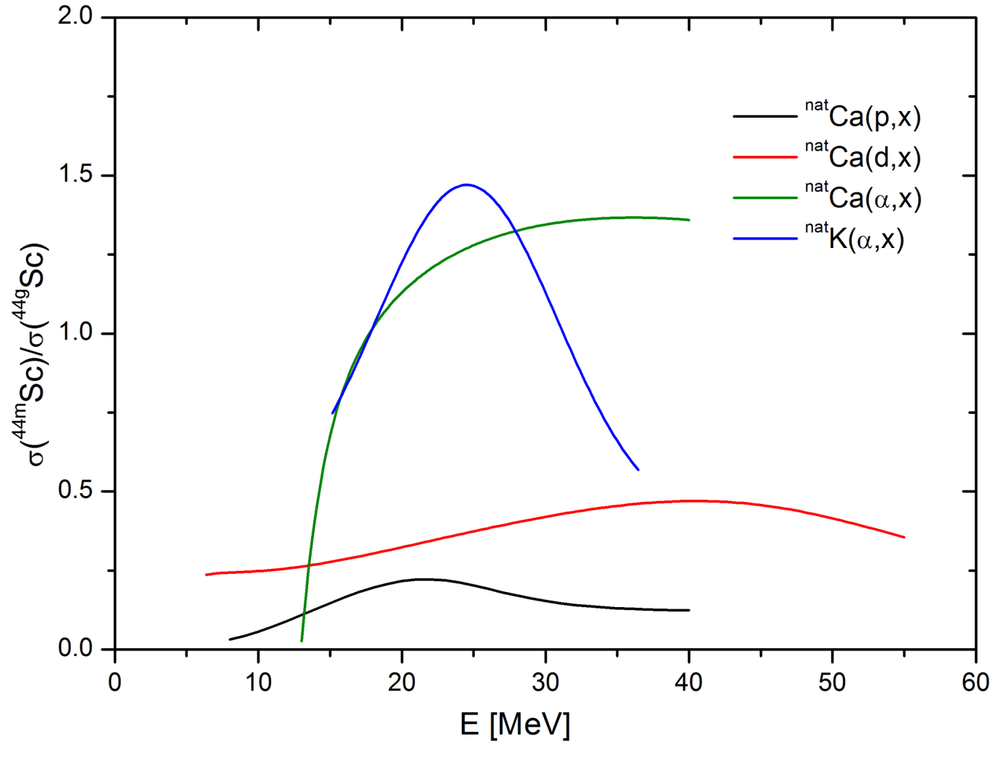 2.0
1.5
1.0
0.5
0.0
σ(⁴⁴ᵐSc)/σ(⁴⁴ᵍSc)
ⁿᵃᵗCa(p,x)
ⁿᵃᵗCa(d,x)
ⁿᵃᵗCa(α,x)
ⁿᵃᵗK(α,x)
0 10 20 30 40 50 60
E [MeV]